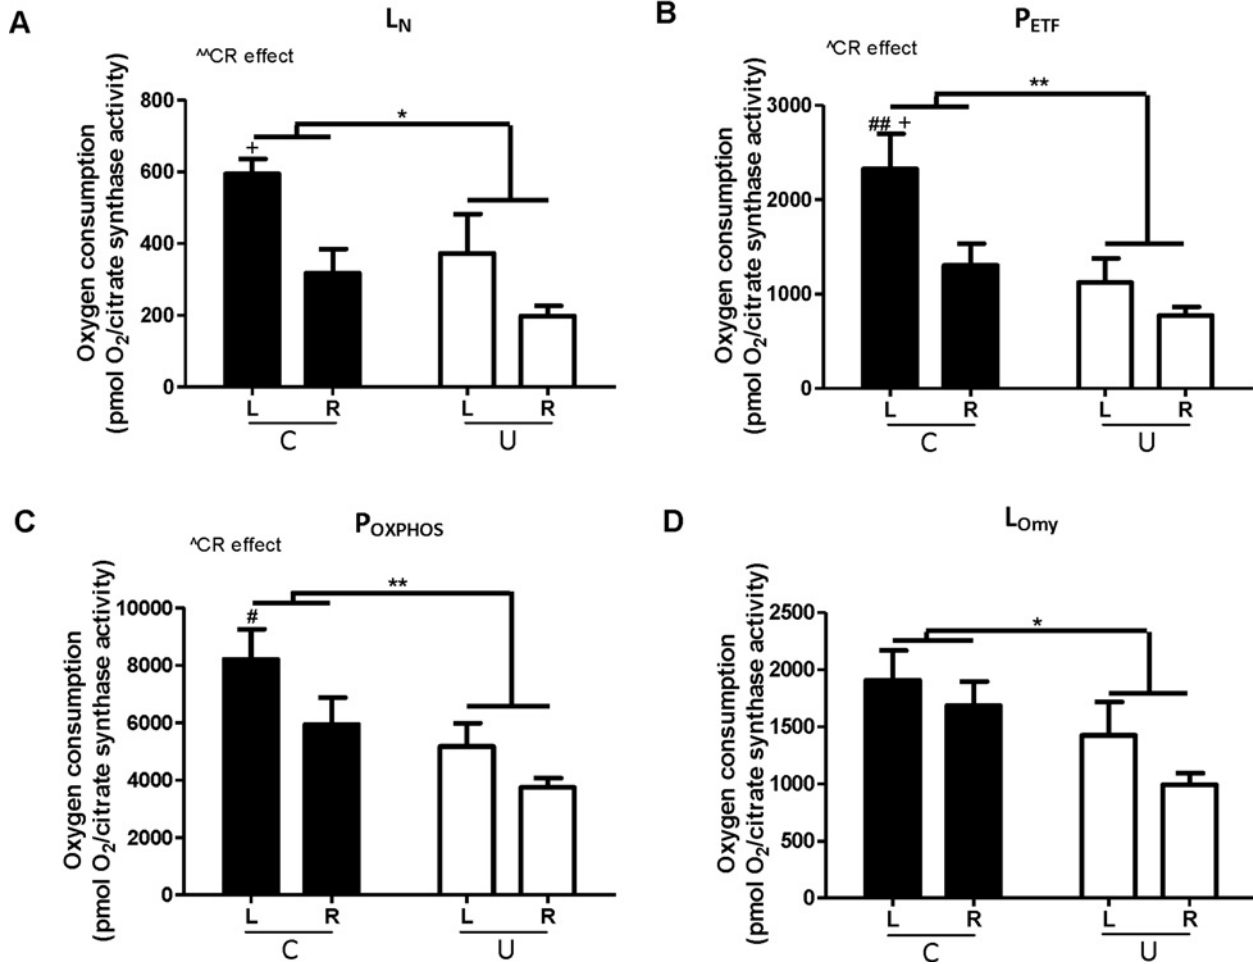 A
L_N
^^CR effect
Oxygen consumption
(pmol O₂/citrate synthase activity)
800
600
400
200
0
*
+
L R L R
C U
B
P_ETF
^CR effect
Oxygen consumption
(pmol O₂/citrate synthase activity)
3000
2000
1000
0
**
## +
L R L R
C U
C
P_OXPHOS
^CR effect
Oxygen consumption
(pmol O₂/citrate synthase activity)
10000
8000
6000
4000
2000
0
**
#
L R L R
C U
D
L_Omy
Oxygen consumption
(pmol O₂/citrate synthase activity)
2500
2000
1500
1000
500
0
*
L R L R
C U